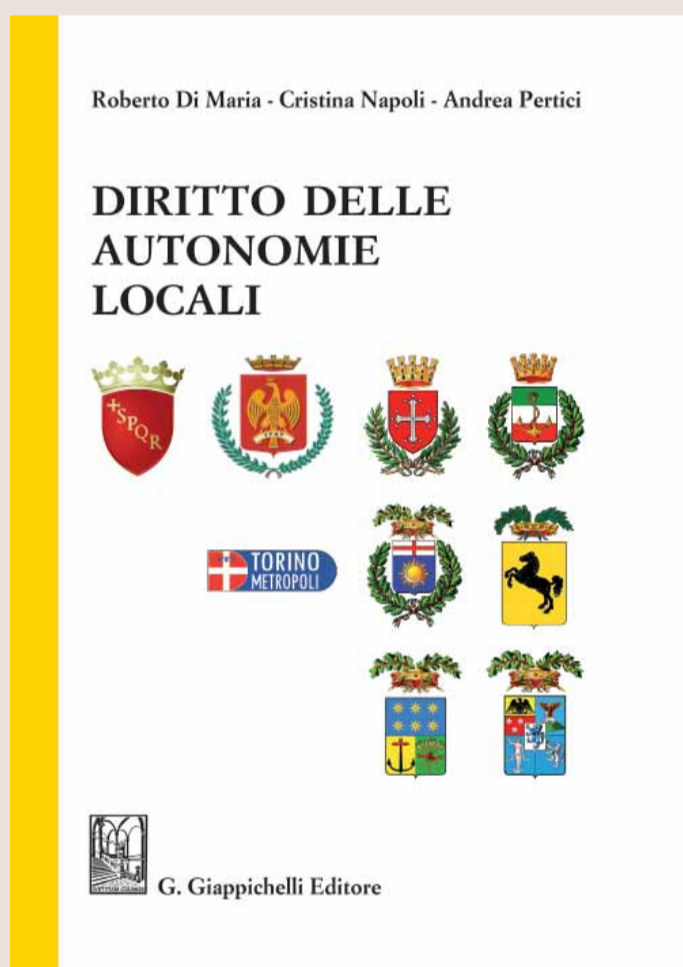 Roberto Di Maria - Cristina Napoli - Andrea Pertici
DIRITTO DELLE
AUTONOMIE
LOCALI
SPQR
TORINO
METROPOLI
G. Giappichelli Editore